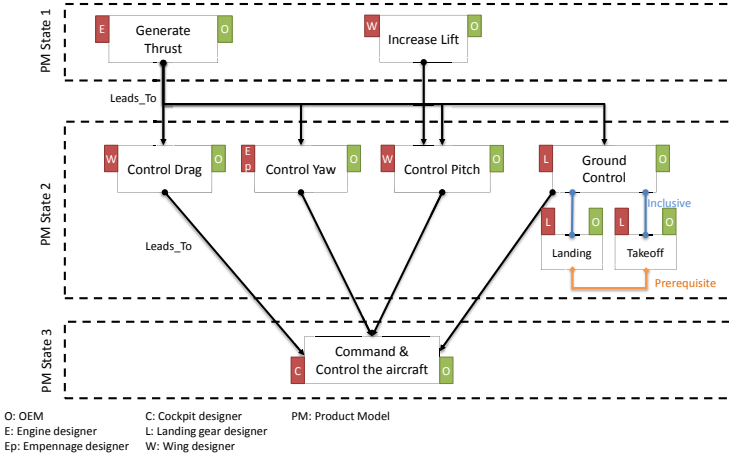 PM State 1
E
Generate
Thrust
O
W
Increase Lift
O
Leads_To
PM State 2
W
Control Drag
O
E
p
Control Yaw
O
W
Control Pitch
O
L
Ground
Control
O
Inclusive
L
O
Landing
L
O
Takeoff
Prerequisite
Leads_To
PM State 3
C
Command &
Control the aircraft
O
O: OEM
C: Cockpit designer
PM: Product Model
E: Engine designer
L: Landing gear designer
Ep: Empennage designer
W: Wing designer